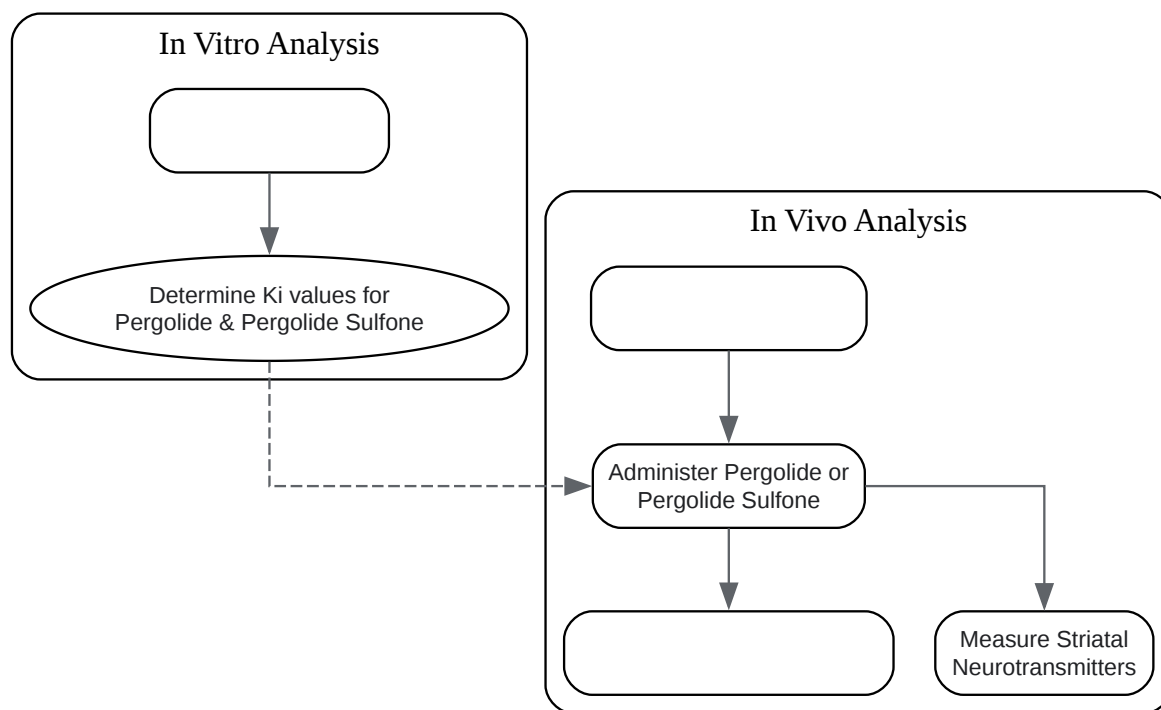 In Vitro Analysis
Determine Ki values for
Pergolide & Pergolide Sulfone
In Vivo Analysis
Administer Pergolide or
Pergolide Sulfone
Measure Striatal
Neurotransmitters